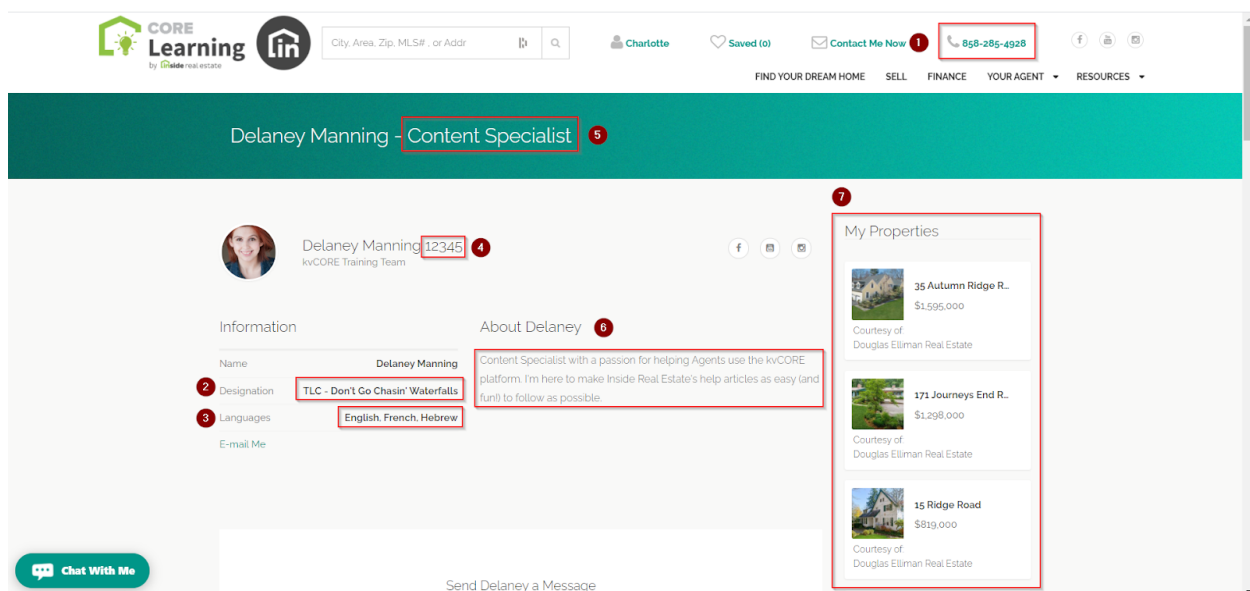 CORE
Learning
by inside real estate
in
City, Area, Zip, MLS# , or Addr
Charlotte
Saved (0)
Contact Me Now
1
858-285-4928
FIND YOUR DREAM HOME SELL FINANCE YOUR AGENT RESOURCES
Delaney Manning - Content Specialist
5
7
Delaney Manning 12345
4
kvCORE Training Team
My Properties
35 Autumn Ridge R...
$1,595,000
Courtesy of:
Douglas Elliman Real Estate
171 Journeys End R...
$1,298,000
Courtesy of:
Douglas Elliman Real Estate
15 Ridge Road
$819,000
Courtesy of:
Douglas Elliman Real Estate
Information
Name Delaney Manning
2 Designation TLC - Don't Go Chasin' Waterfalls
3 Languages English, French, Hebrew
E-mail Me
About Delaney
6
Content Specialist with a passion for helping Agents use the kvCORE
platform. I'm here to make Inside Real Estate's help articles as easy (and
fun!) to follow as possible.
Send Delaney a Message
Chat With Me